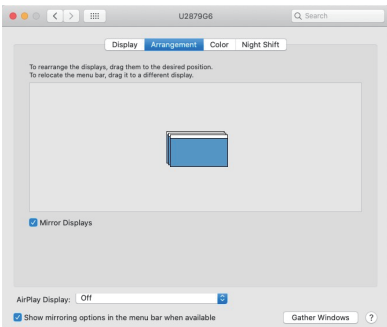 U2879G6
Search
Display Arrangement Color Night Shift
To rearrange the displays, drag them to the desired position.
To relocate the menu bar, drag it to a different display.
Mirror Displays
AirPlay Display: Off
Show mirroring options in the menu bar when available
Gather Windows ?